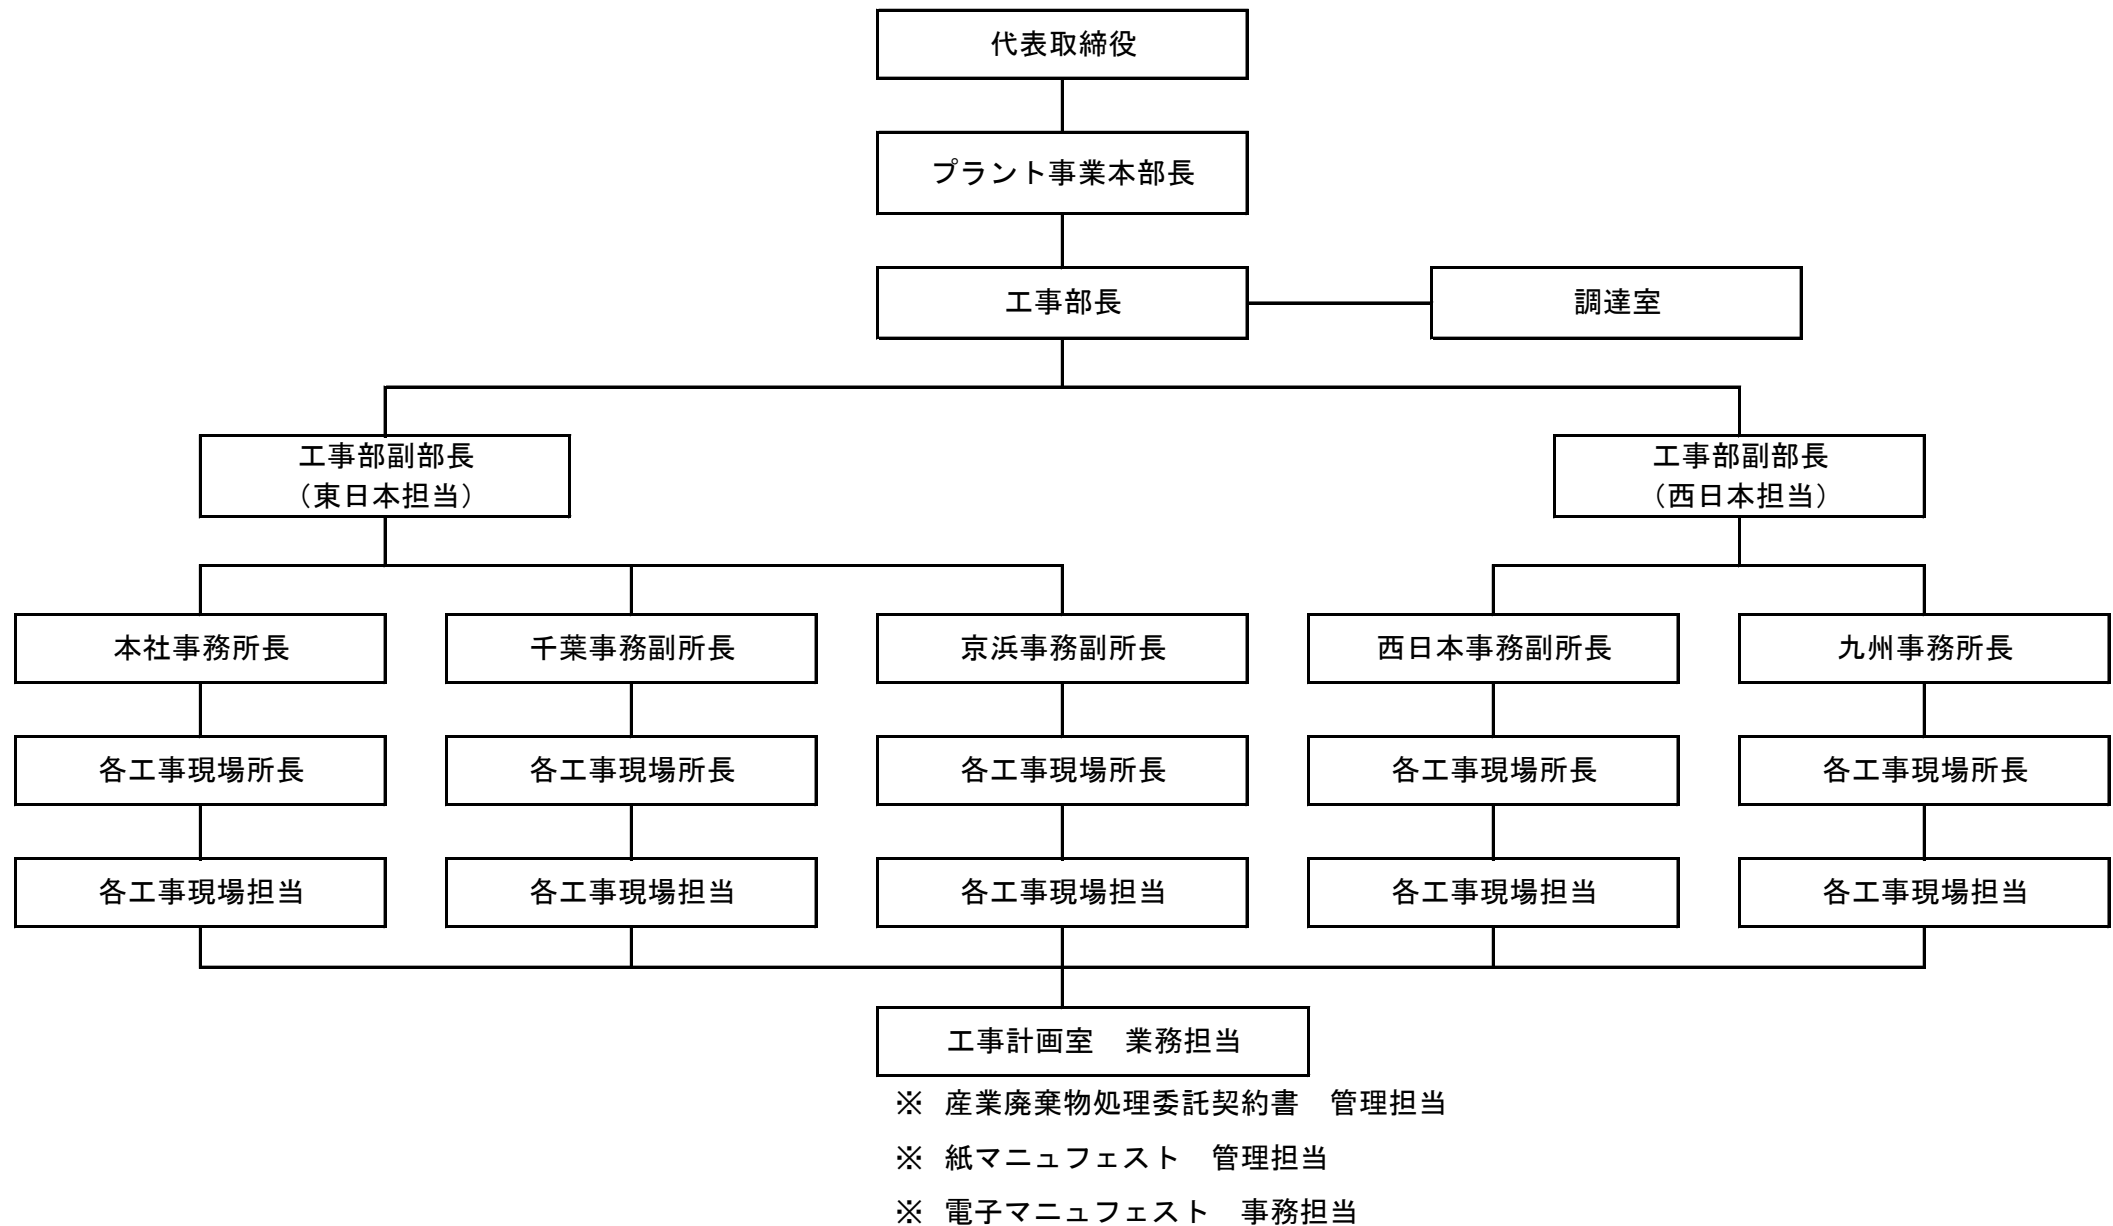 代表取締役
プラント事業本部長
工事部長
調達室
工事部副部長
（東日本担当）
工事部副部長
（西日本担当）
本社事務所長
千葉事務副所長
京浜事務副所長
西日本事務副所長
九州事務所長
各工事現場所長
各工事現場所長
各工事現場所長
各工事現場所長
各工事現場所長
各工事現場担当
各工事現場担当
各工事現場担当
各工事現場担当
各工事現場担当
工事計画室　業務担当
※ 産業廃棄物処理委託契約書　管理担当
※ 紙マニュフェスト　管理担当
※ 電子マニュフェスト　事務担当